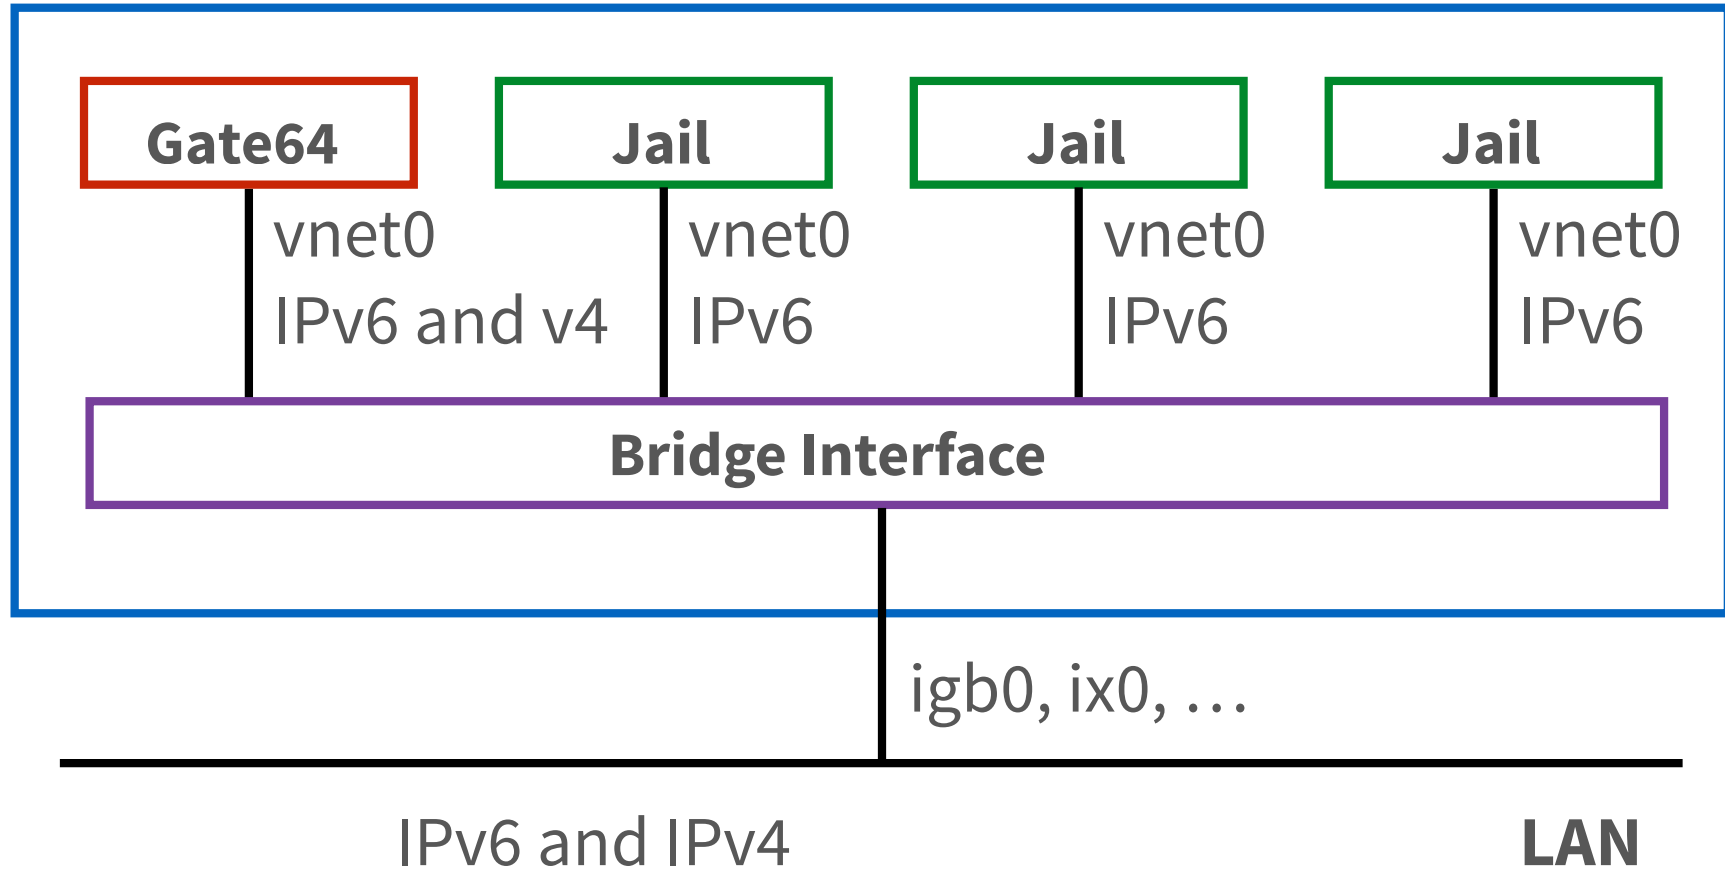 Gate64
Jail
Jail
Jail
vnet0
IPv6 and v4
vnet0
IPv6
vnet0
IPv6
vnet0
IPv6
Bridge Interface
igb0, ix0, …
IPv6 and IPv4
LAN